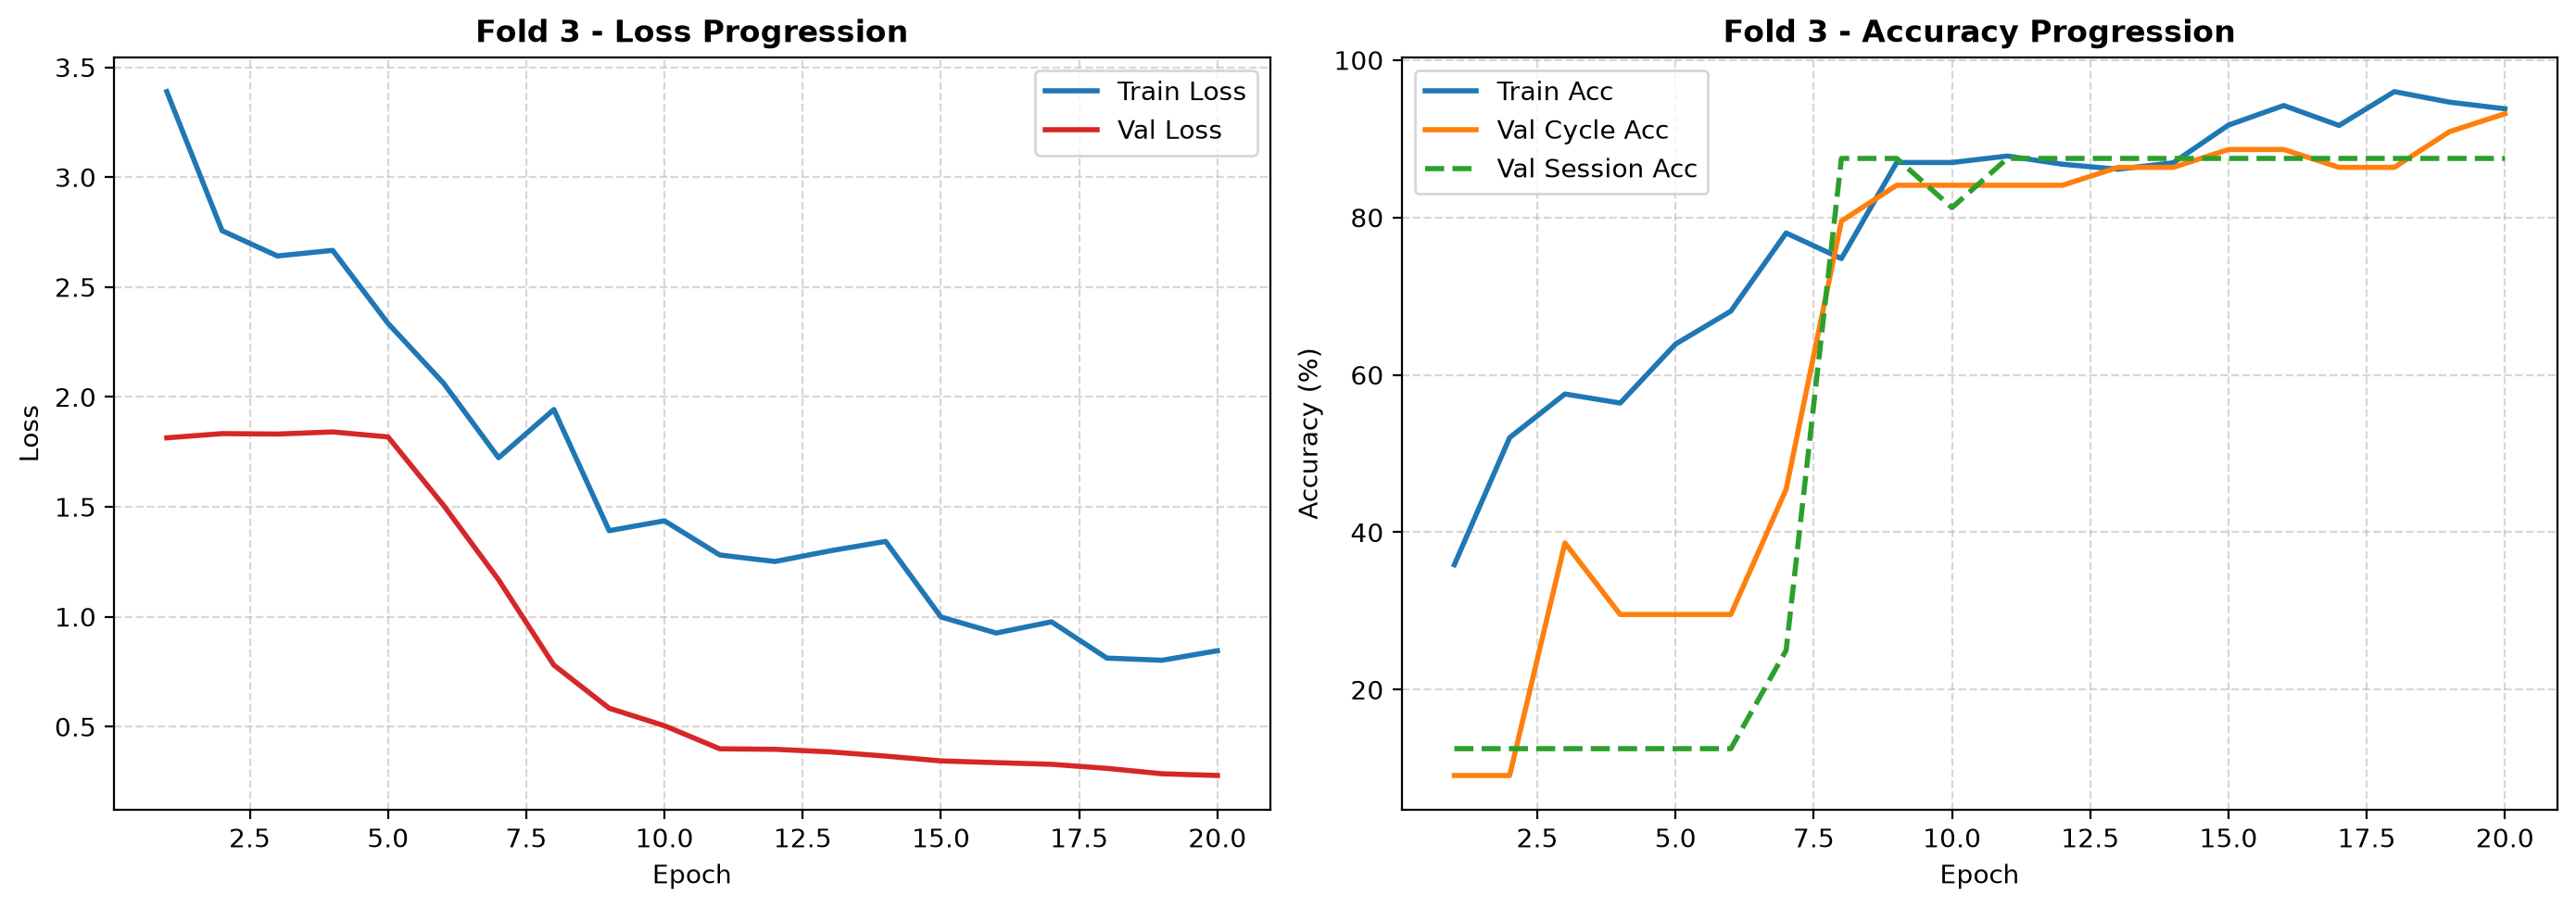 Fold 3 - Loss Progression
3.5
3.0
2.5
2.0
1.5
1.0
0.5
Loss
Train Loss
Val Loss
2.5 5.0 7.5 10.0 12.5 15.0 17.5 20.0
Epoch
Fold 3 - Accuracy Progression
100
80
60
40
20
Accuracy (%)
Train Acc
Val Cycle Acc
Val Session Acc
2.5 5.0 7.5 10.0 12.5 15.0 17.5 20.0
Epoch